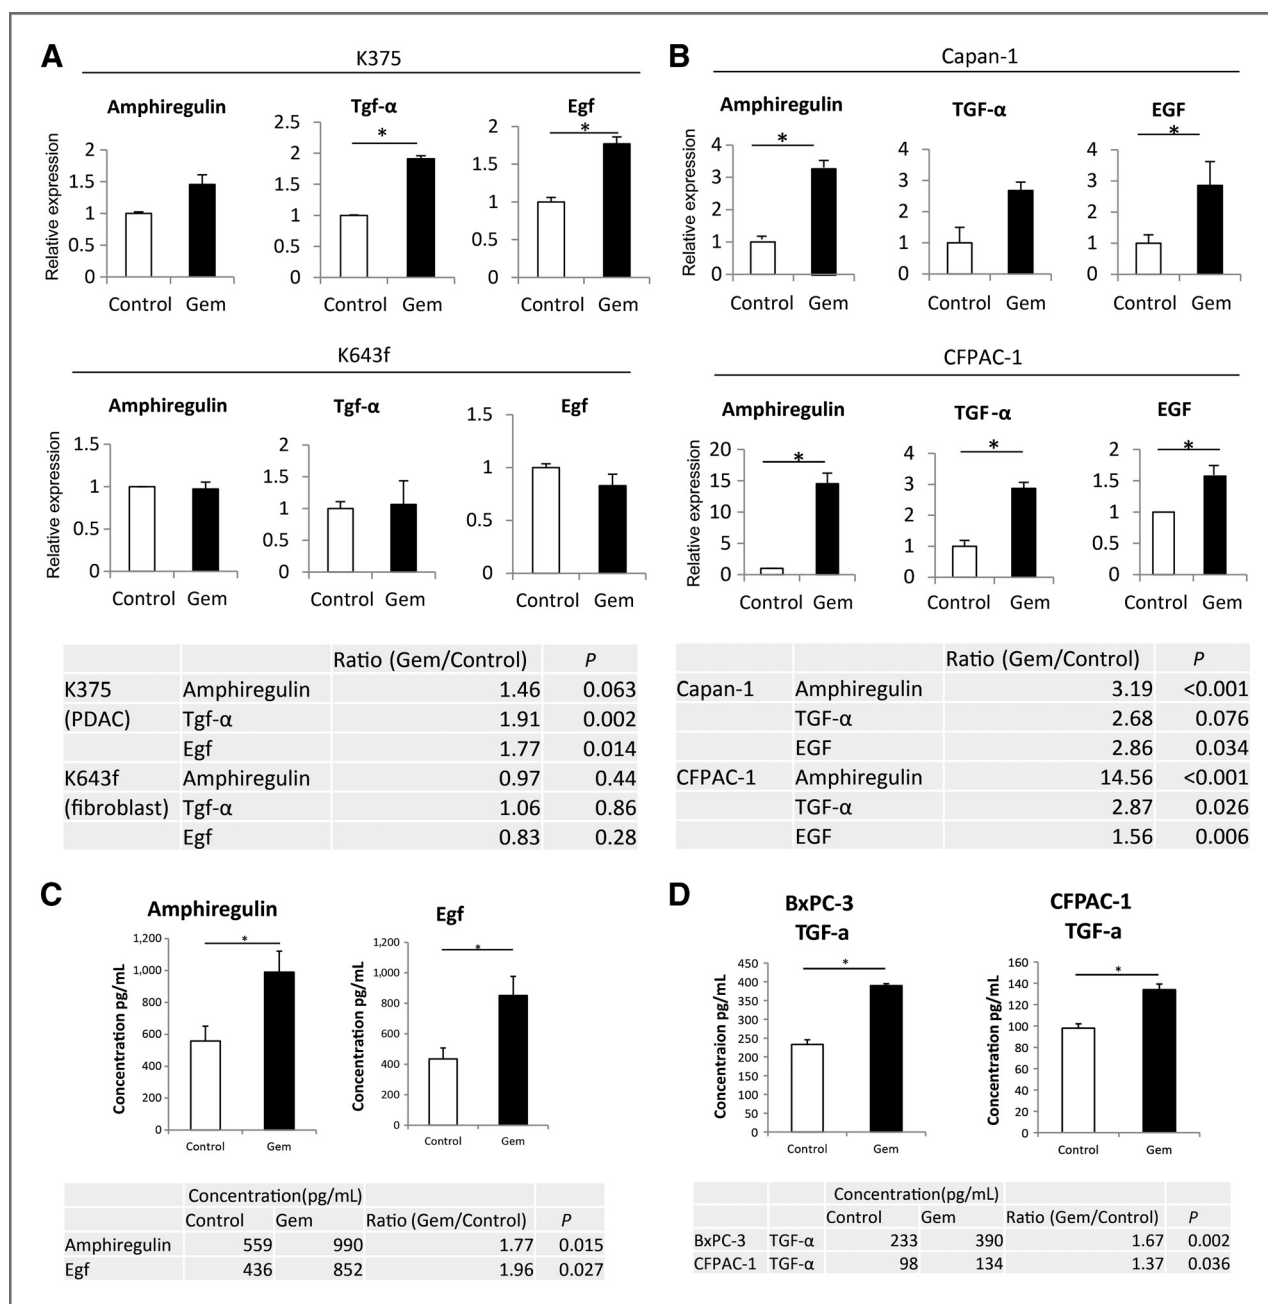 A
K375
Amphiregulin
Relative expression
2
1.5
1
0.5
0
Control Gem
Tgf-α
2.5
2
1.5
1
0.5
0
*
Control Gem
Egf
2
1.5
1
0.5
0
*
Control Gem
K643f
Amphiregulin
Relative expression
1.5
1
0.5
0
Control Gem
Tgf-α
2
1.5
1
0.5
0
Control Gem
Egf
1.5
1
0.5
0
Control Gem
Ratio (Gem/Control) P
K375 Amphiregulin 1.46 0.063
(PDAC) Tgf-α 1.91 0.002
Egf 1.77 0.014
K643f Amphiregulin 0.97 0.44
(fibroblast) Tgf-α 1.06 0.86
Egf 0.83 0.28
B
Capan-1
Amphiregulin
Relative expression
4
3
2
1
0
*
Control Gem
TGF-α
4
3
2
1
0
Control Gem
EGF
4
3
2
1
0
*
Control Gem
CFPAC-1
Amphiregulin
Relative expression
20
15
10
5
0
*
Control Gem
TGF-α
4
3
2
1
0
*
Control Gem
EGF
2
1.5
1
0.5
0
*
Control Gem
Ratio (Gem/Control) P
Capan-1 Amphiregulin 3.19 <0.001
TGF-α 2.68 0.076
EGF 2.86 0.034
CFPAC-1 Amphiregulin 14.56 <0.001
TGF-α 2.87 0.026
EGF 1.56 0.006
C
Amphiregulin
Concentration pg/mL
1,200
1,000
800
600
400
200
0
*
Control Gem
Egf
Concentration pg/mL
1,200
1,000
800
600
400
200
0
*
Control Gem
Concentration(pg/mL)
Control Gem Ratio (Gem/Control) P
Amphiregulin 559 990 1.77 0.015
Egf 436 852 1.96 0.027
D
BxPC-3
TGF-a
Concentraion pg/mL
450
400
350
300
250
200
150
100
50
0
*
Control Gem
CFPAC-1
TGF-a
Concentration pg/mL
160
140
120
100
80
60
40
20
0
*
Control Gem
Concentration(pg/mL)
Control Gem Ratio (Gem/Control) P
BxPC-3 TGF-α 233 390 1.67 0.002
CFPAC-1 TGF-α 98 134 1.37 0.036